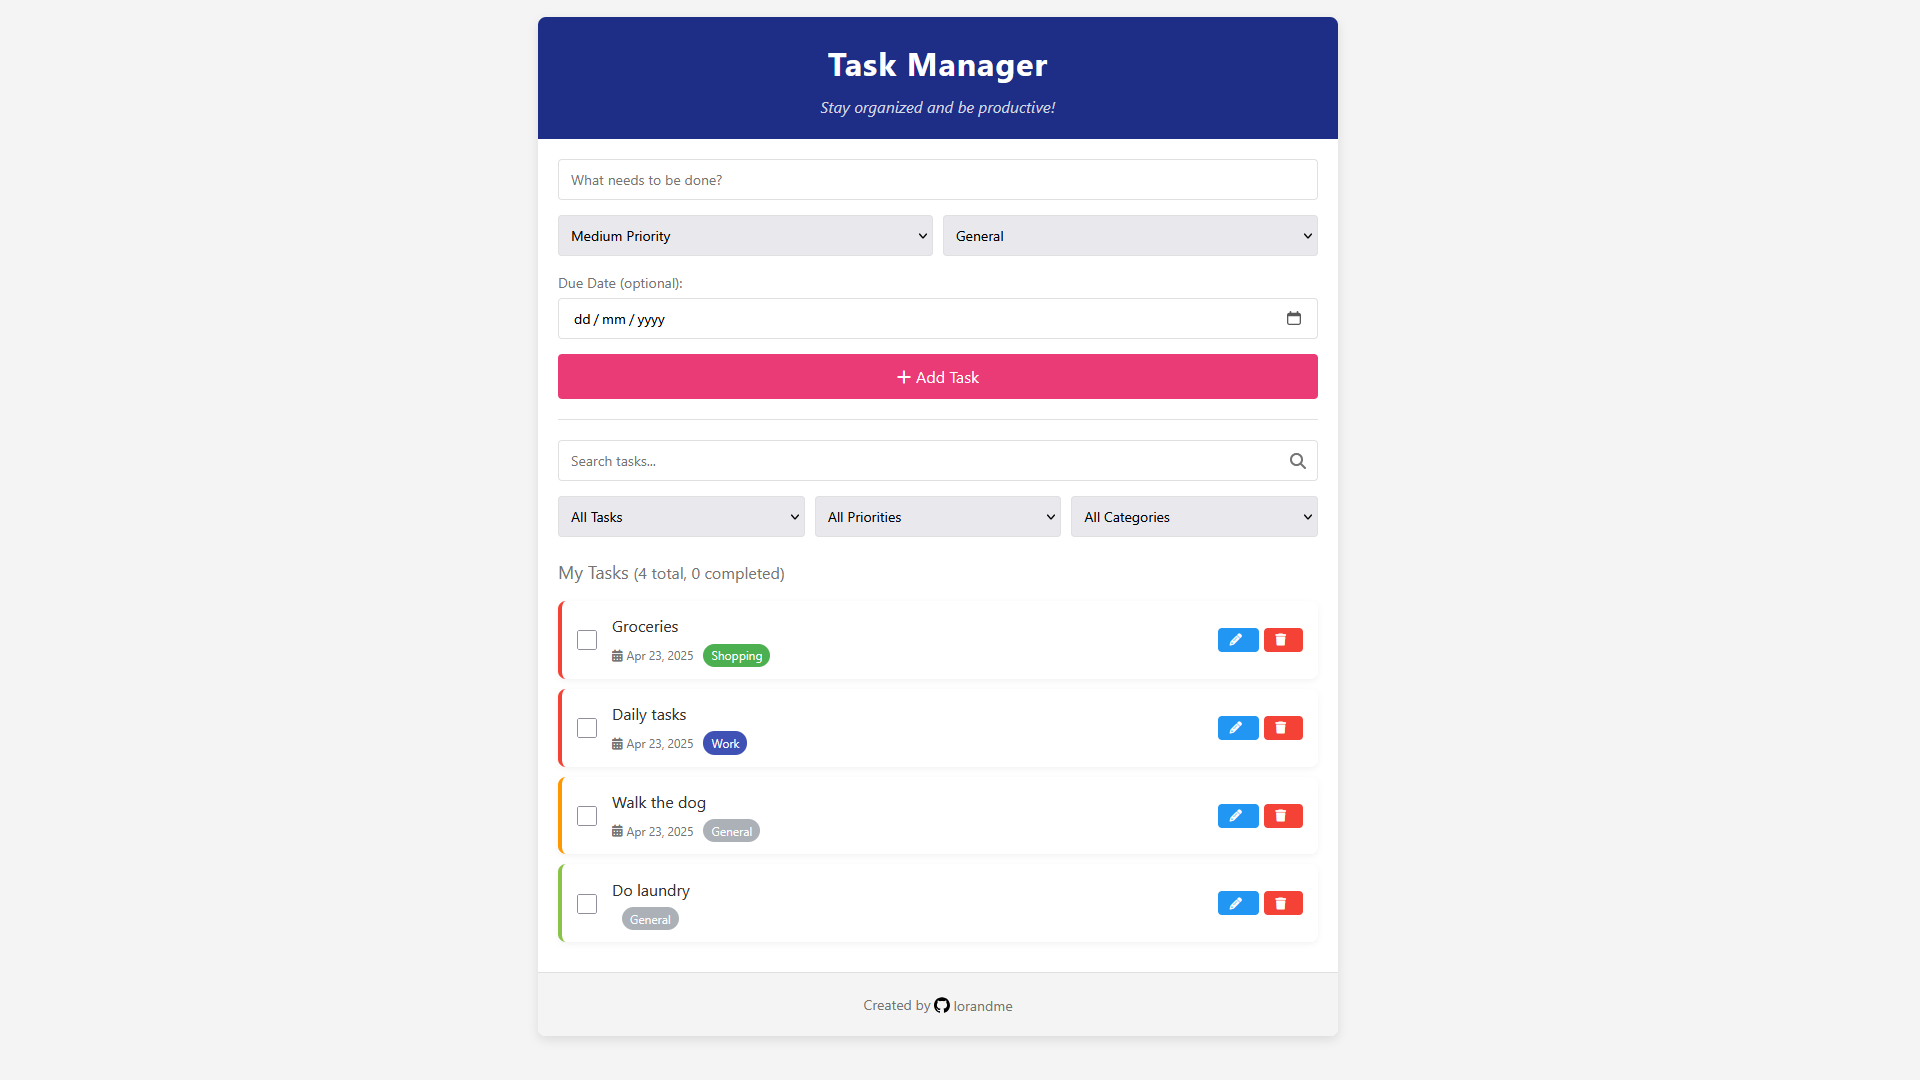 Task Manager
Stay organized and be productive!
What needs to be done?
Medium Priority
General
Due Date (optional):
dd / mm / yyyy
Add Task
Search tasks...
All Tasks
All Priorities
All Categories
My Tasks (4 total, 0 completed)
Groceries
Apr 23, 2025 Shopping
Daily tasks
Apr 23, 2025 Work
Walk the dog
Apr 23, 2025 General
Do laundry
General
Created by lorandme